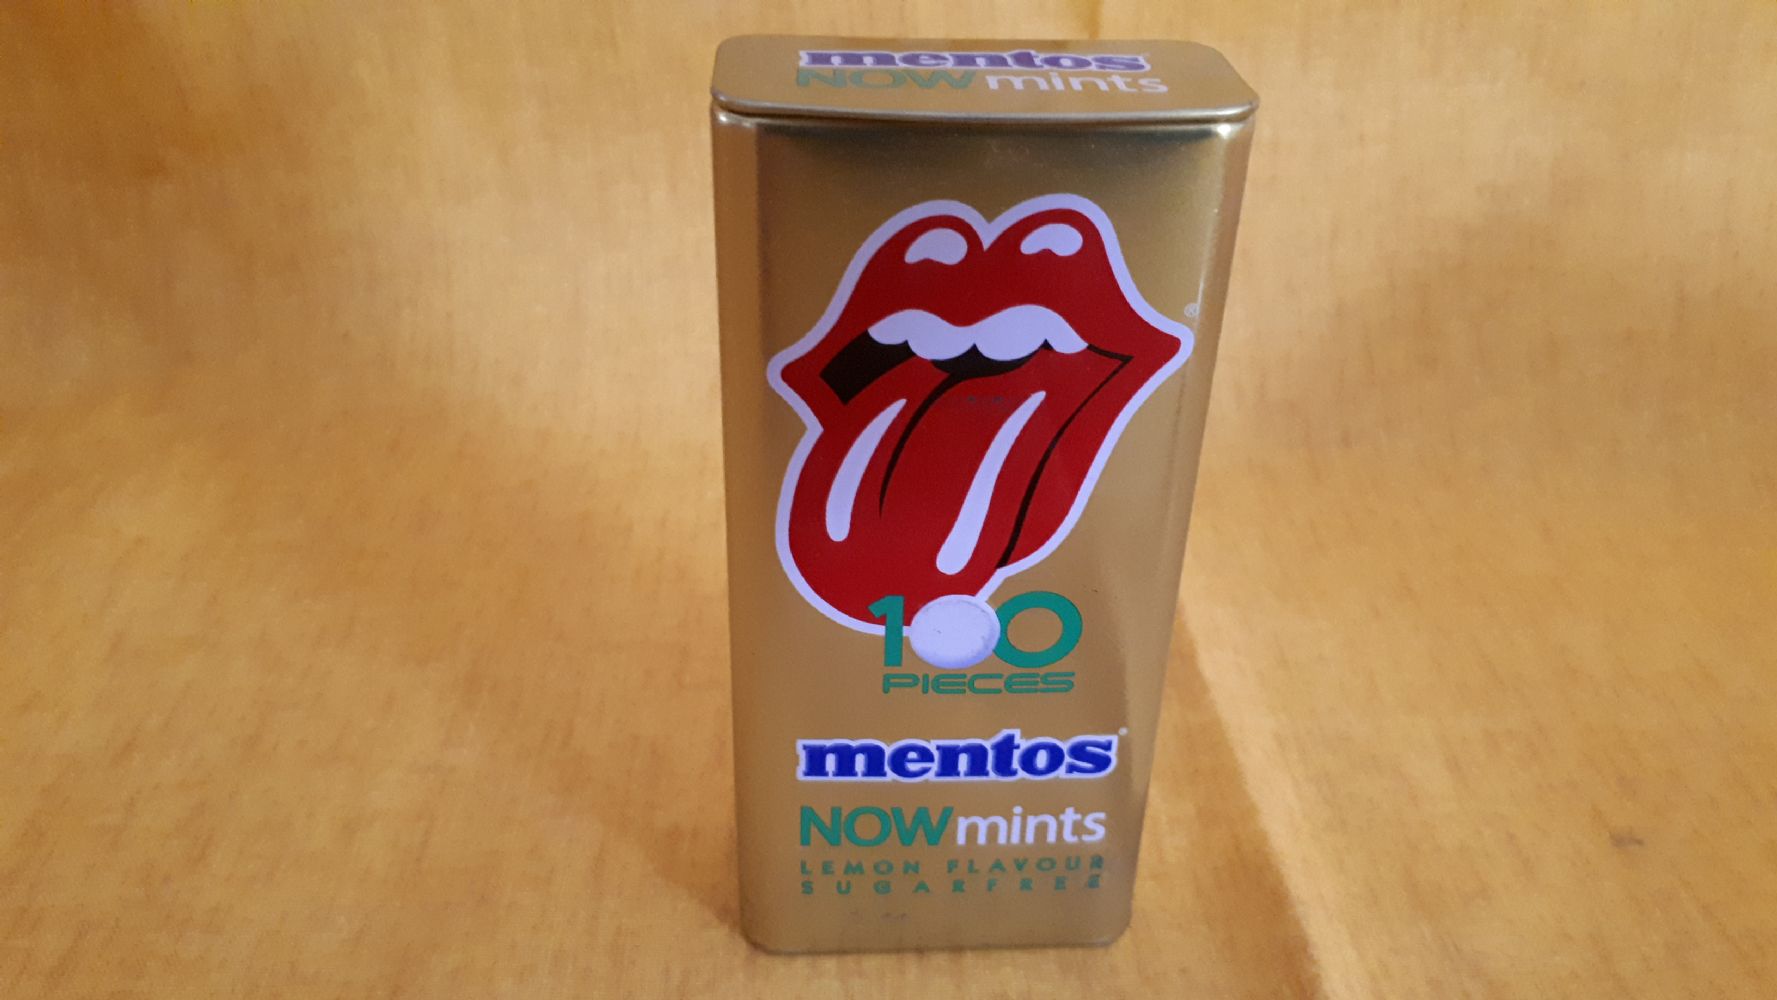 mentos
NOWmints
®
100
PIECES
mentos
NOWmints
LEMON FLAVOUR
SUGARFREE